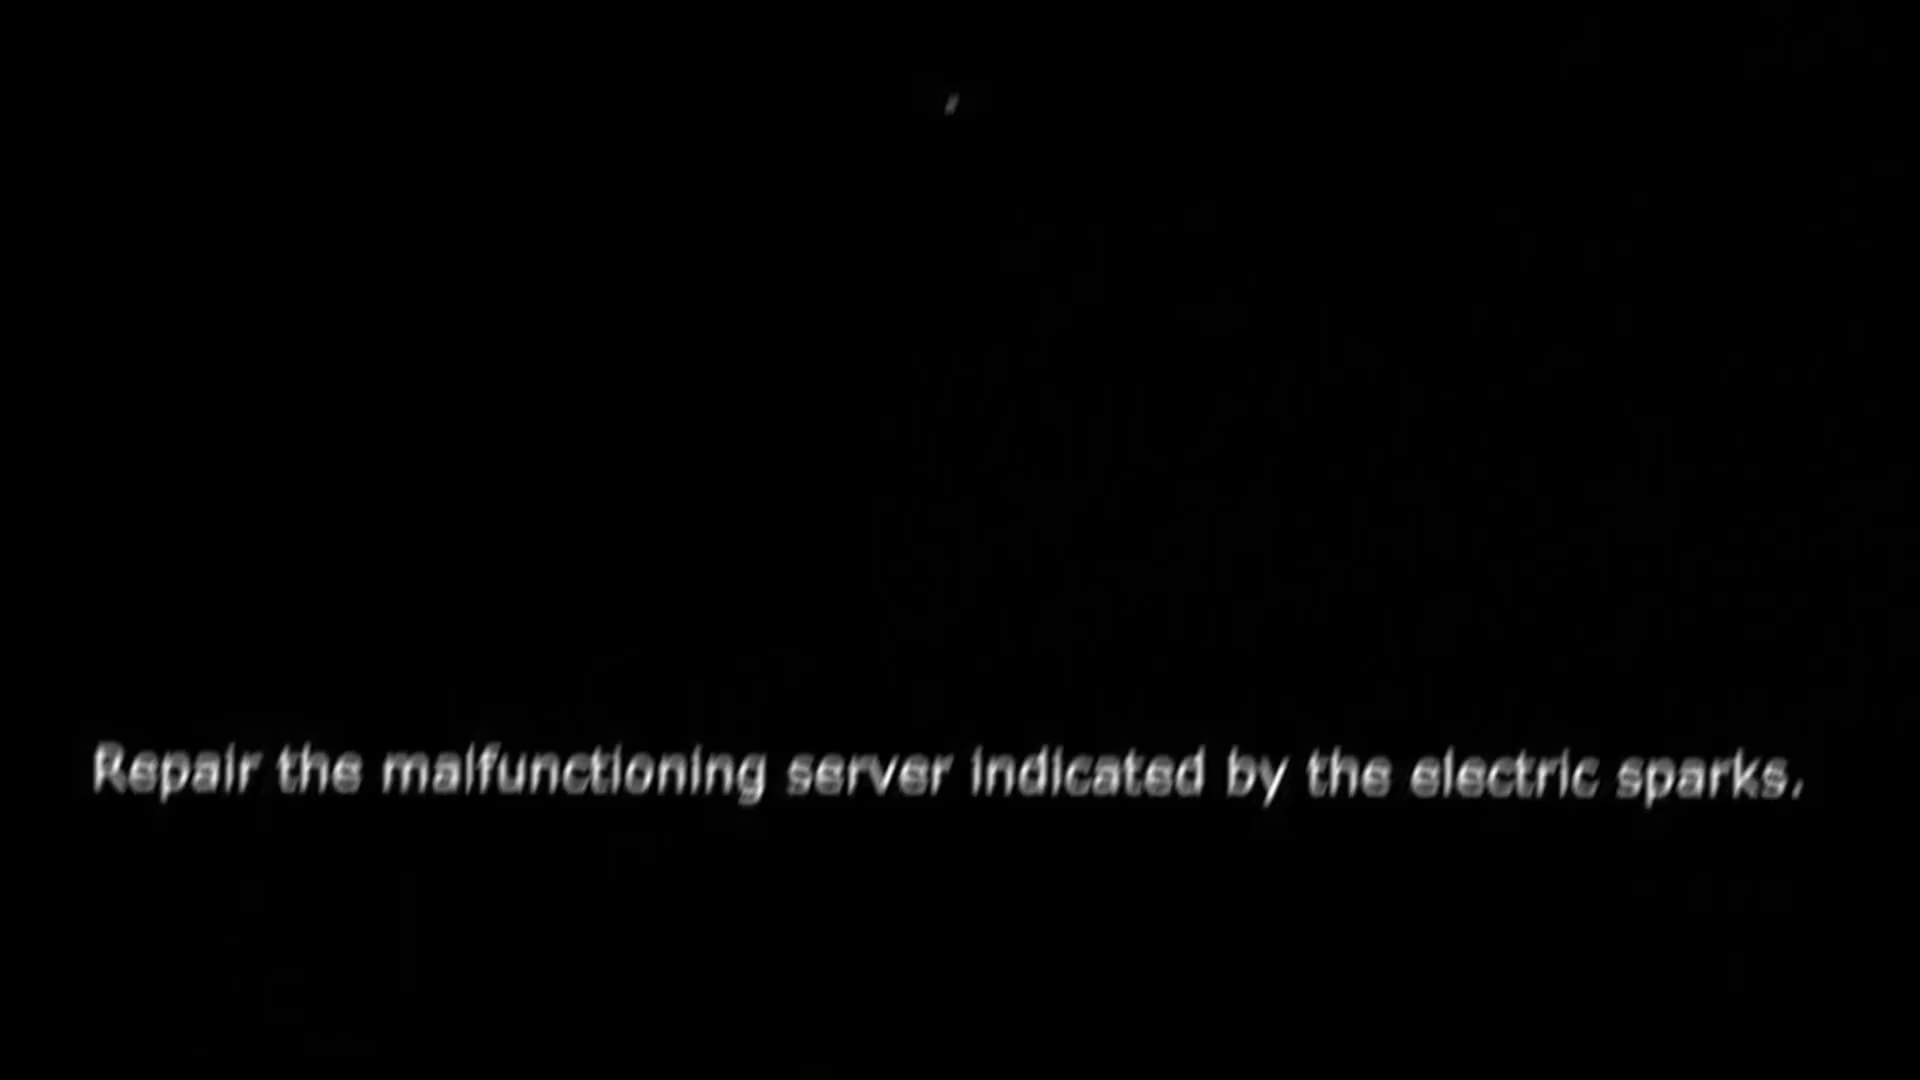 Repair the malfunctioning server indicated by the electric sparks.